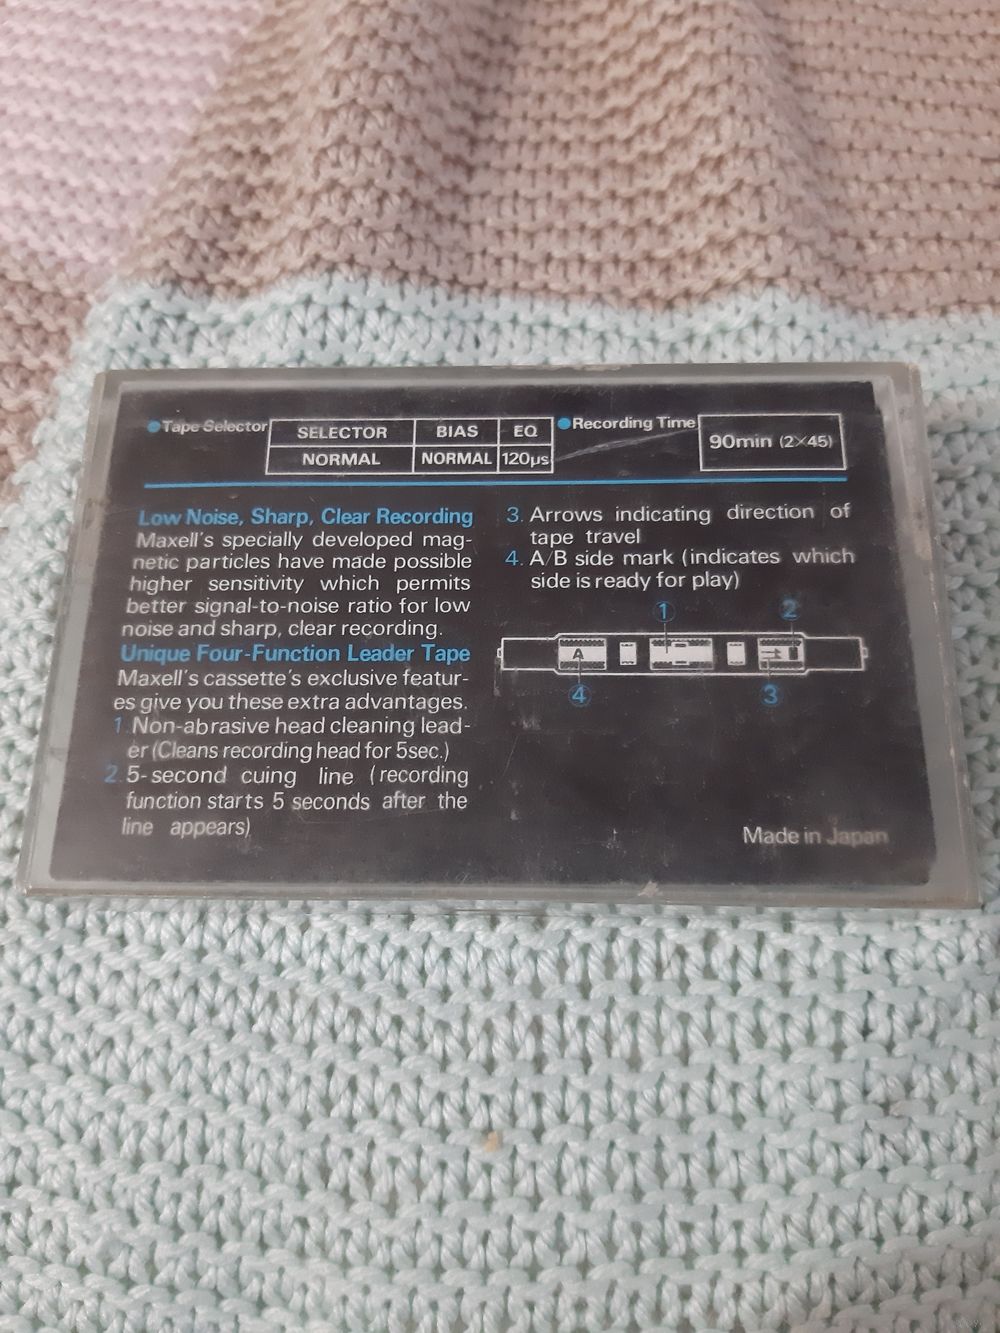 ●Tape Selector
SELECTOR BIAS EQ
NORMAL NORMAL 120μs
●Recording Time
90min (2×45)
Low Noise, Sharp, Clear Recording
Maxell's specially developed mag-
netic particles have made possible
higher sensitivity which permits
better signal-to-noise ratio for low
noise and sharp, clear recording.
Unique Four-Function Leader Tape
Maxell's cassette's exclusive featur-
es give you these extra advantages.
1. Non-abrasive head cleaning lead-
er (Cleans recording head for 5sec.)
2. 5-second cuing line (recording
function starts 5 seconds after the
line appears)
3. Arrows indicating direction of
tape travel
4. A/B side mark (indicates which
side is ready for play)
① ②
A
④ ③
Made in Japan